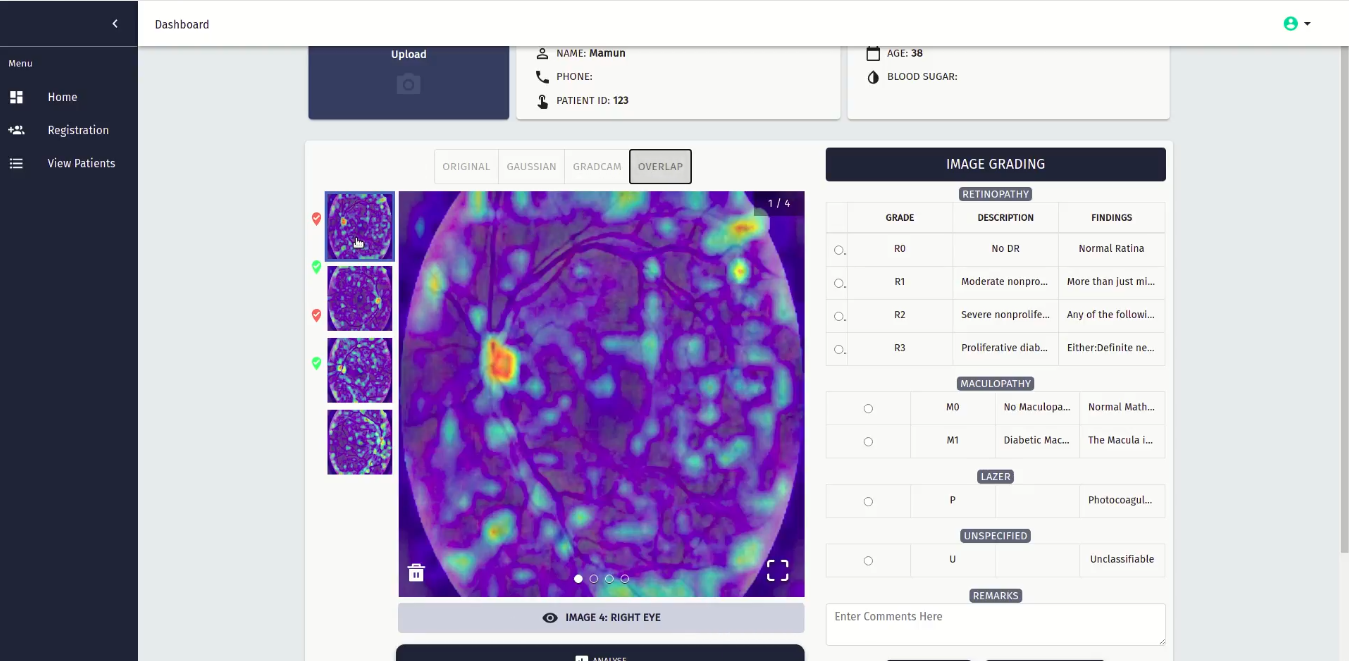 Dashboard
Menu
Home
Registration
View Patients
Upload
NAME: Mamun
PHONE:
PATIENT ID: 123
AGE: 38
BLOOD SUGAR:
ORIGINAL GAUSSIAN GRADCAM OVERLAP
1 / 4
IMAGE 4: RIGHT EYE
ANALYSE
IMAGE GRADING
RETINOPATHY
GRADE DESCRIPTION FINDINGS
R0 No DR Normal Ratina
R1 Moderate nonpro... More than just mi...
R2 Severe nonprolife... Any of the followi...
R3 Proliferative diab... Either:Definite ne...
MACULOPATHY
M0 No Maculopa... Normal Math...
M1 Diabetic Mac... The Macula i...
LAZER
P Photocoagul...
UNSPECIFIED
U Unclassifiable
REMARKS
Enter Comments Here